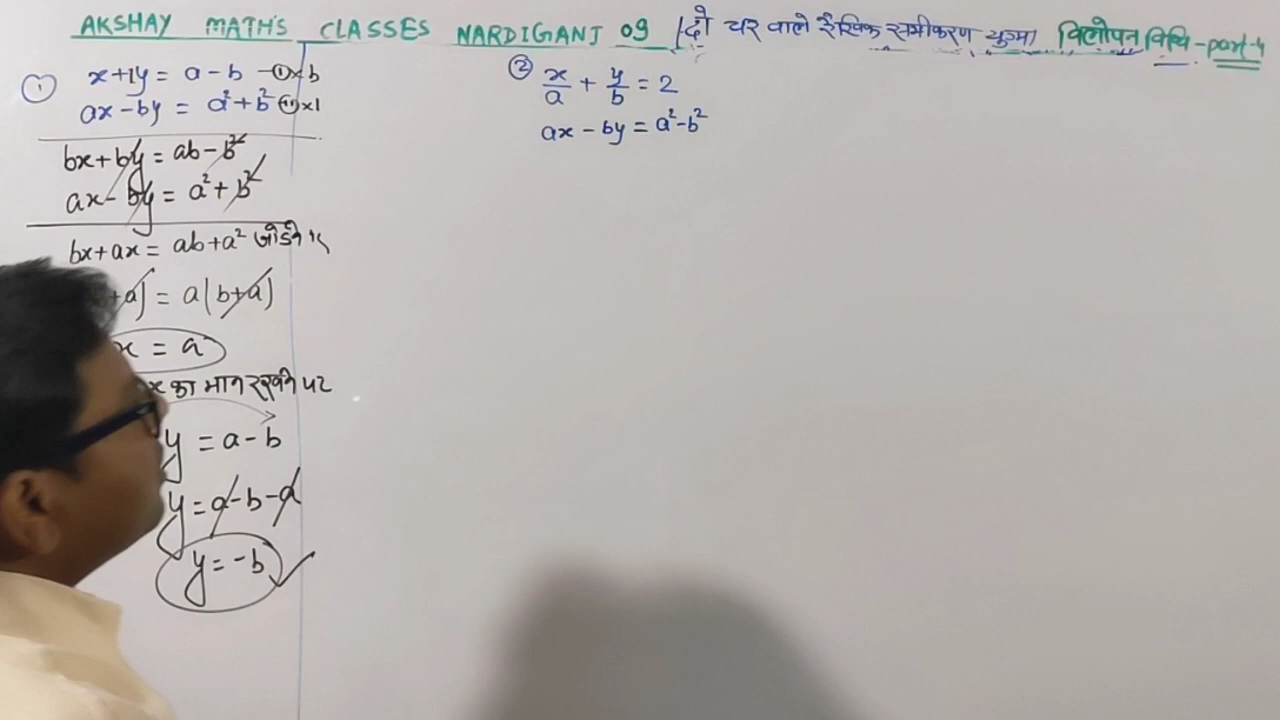 AKSHAY MATH'S CLASSES NARDIGANJ 09 /दो चर वाले रैखिक समीकरण युग्म विलोपन विधि-part-4
① x+1y = a-b —①×b
ax-by = a²+b² —⑪×1
bx+by = ab-b²
ax-by = a²+b²
bx+ax = ab+a² जोड़ने पर
+a) = a(b+a)
x = a
x का मान रखने पर
y = a-b
y = a-b-a
y = -b
② x/a + y/b = 2
ax-by = a²-b²